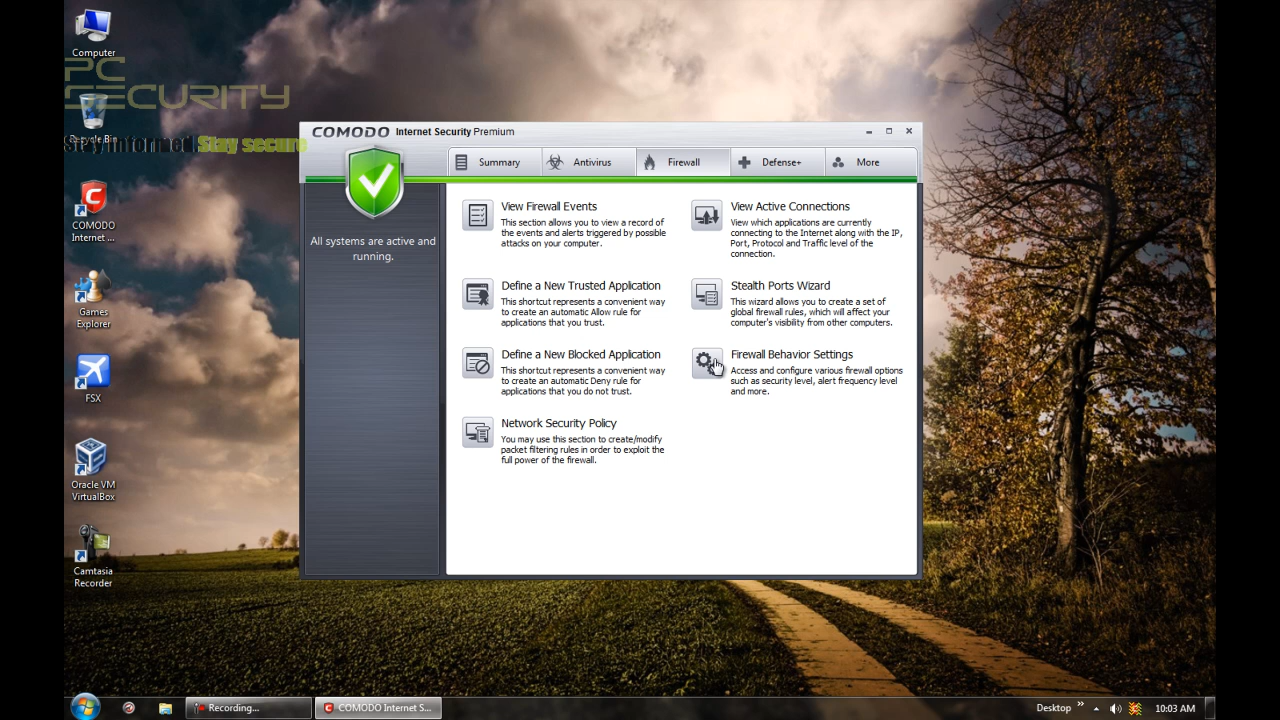 Computer
PC
SECURITY
Recycle Bin
Stay informed Stay secure
COMODO
Internet ...
Games
Explorer
FSX
Oracle VM
VirtualBox
Camtasia
Recorder
COMODO Internet Security Premium
Summary
Antivirus
Firewall
Defense+
More
All systems are active and
running.
View Firewall Events
This section allows you to view a record of
the events and alerts triggered by possible
attacks on your computer.
View Active Connections
View which applications are currently
connecting to the Internet along with the IP,
Port, Protocol and Traffic level of the
connection.
Define a New Trusted Application
This shortcut represents a convenient way
to create an automatic Allow rule for
applications that you trust.
Stealth Ports Wizard
This wizard allows you to create a set of
global firewall rules, which will affect your
computer's visibility from other computers.
Define a New Blocked Application
This shortcut represents a convenient way
to create an automatic Deny rule for
applications that you do not trust.
Firewall Behavior Settings
Access and configure various firewall options
such as security level, alert frequency level
and more.
Network Security Policy
You may use this section to create/modify
packet filtering rules in order to exploit the
full power of the firewall.
Recording...
COMODO Internet S...
Desktop
10:03 AM